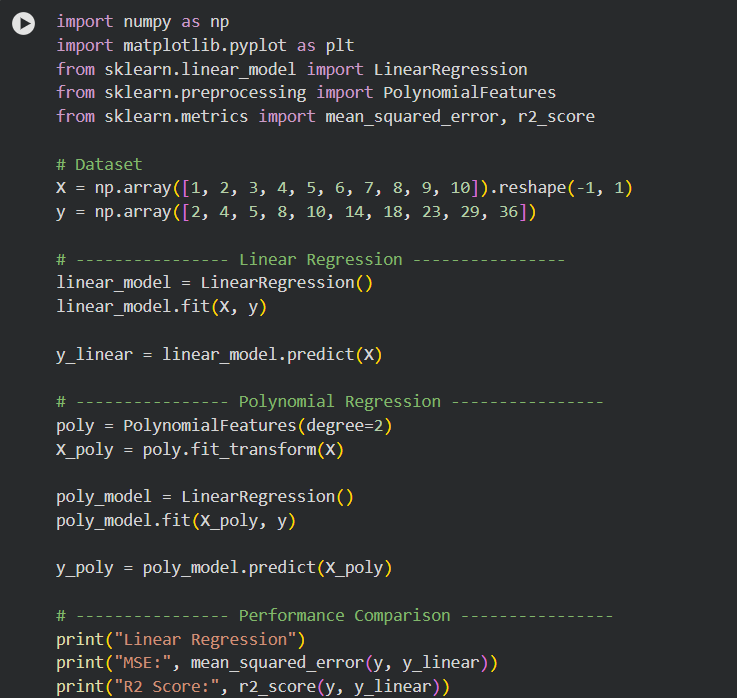 import numpy as np
import matplotlib.pyplot as plt
from sklearn.linear_model import LinearRegression
from sklearn.preprocessing import PolynomialFeatures
from sklearn.metrics import mean_squared_error, r2_score

# Dataset
X = np.array([1, 2, 3, 4, 5, 6, 7, 8, 9, 10]).reshape(-1, 1)
y = np.array([2, 4, 5, 8, 10, 14, 18, 23, 29, 36])

# ---------------- Linear Regression ----------------
linear_model = LinearRegression()
linear_model.fit(X, y)

y_linear = linear_model.predict(X)

# ---------------- Polynomial Regression ----------------
poly = PolynomialFeatures(degree=2)
X_poly = poly.fit_transform(X)

poly_model = LinearRegression()
poly_model.fit(X_poly, y)

y_poly = poly_model.predict(X_poly)

# ---------------- Performance Comparison ----------------
print("Linear Regression")
print("MSE:", mean_squared_error(y, y_linear))
print("R2 Score:", r2_score(y, y_linear))